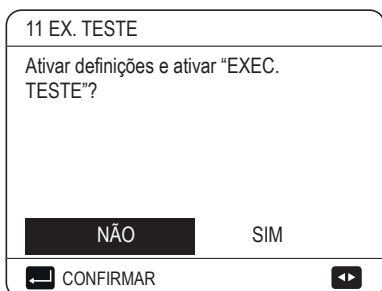 11 EX. TESTE
Ativar definições e ativar “EXEC.
TESTE”?
NÃO SIM
CONFIRMAR